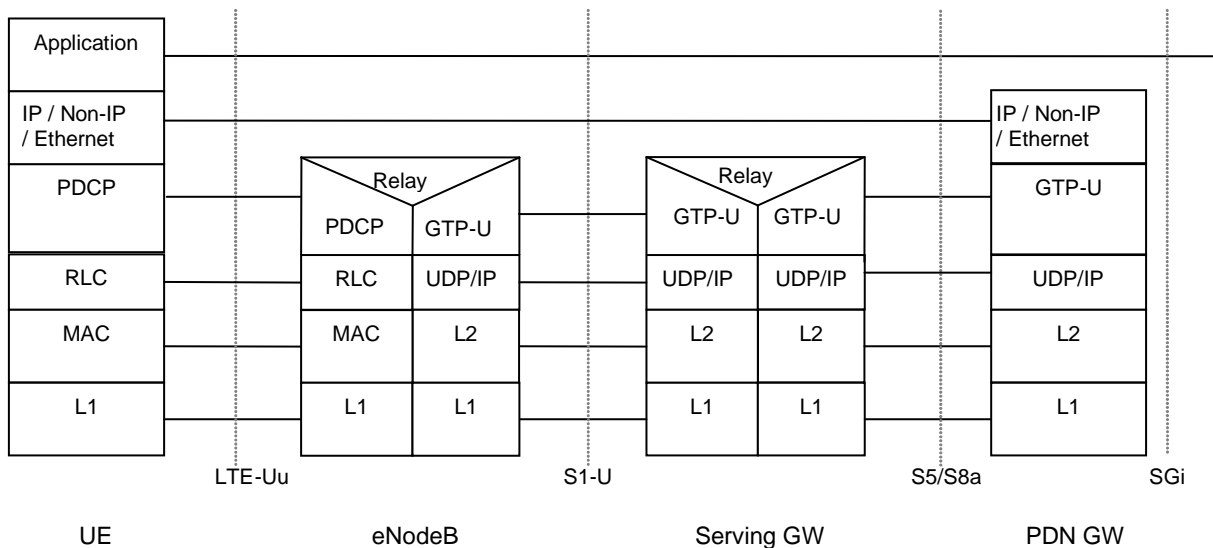 Application
IP / Non-IP
/ Ethernet
IP / Non-IP
/ Ethernet
PDCP
Relay
Relay
GTP-U
PDCP
GTP-U
GTP-U
GTP-U
RLC
RLC
UDP/IP
UDP/IP
UDP/IP
UDP/IP
MAC
MAC
L2
L2
L2
L2
L1
L1
L1
L1
L1
L1
LTE-Uu
S1-U
S5/S8a
SGi
UE
eNodeB
Serving GW
PDN GW